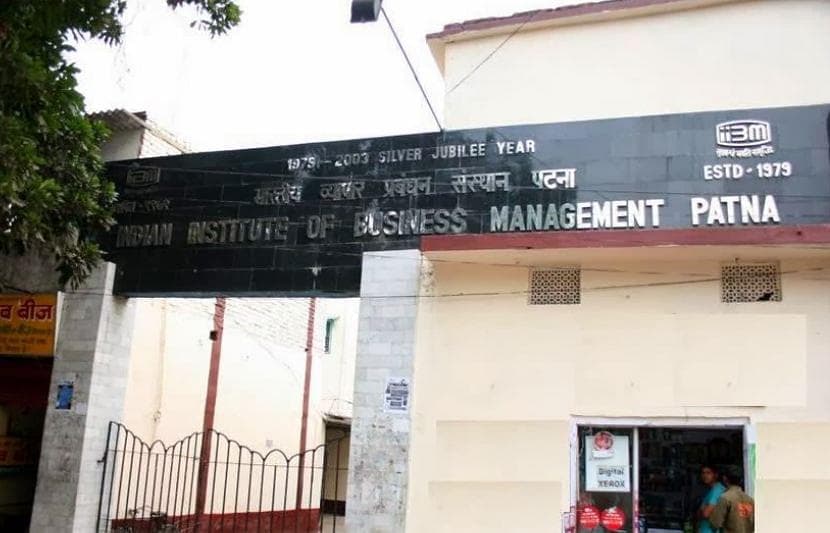 1979 - 2003 SILVER JUBILEE YEAR
भारतीय व्यापार प्रबंधन संस्थान पटना
INDIAN INSTITUTE OF BUSINESS MANAGEMENT PATNA
iiBM
ESTD - 1979
बीज
Digital
XEROX